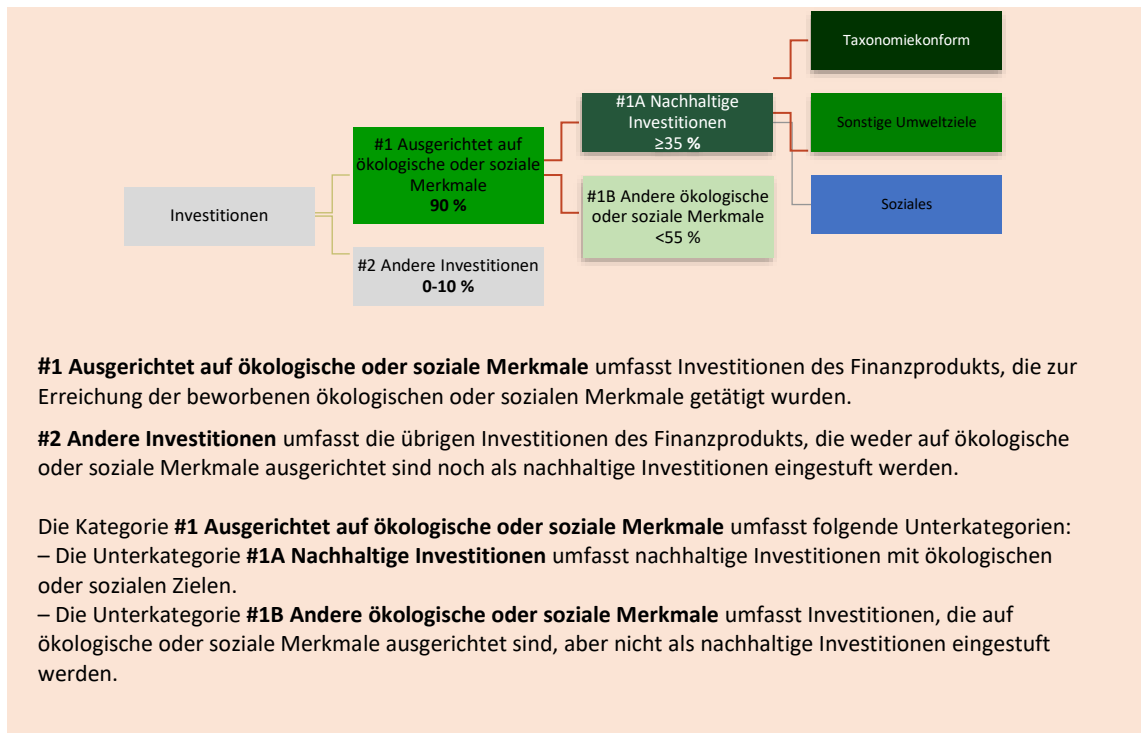 Taxonomiekonform
#1A Nachhaltige
Investitionen
≥35 %
Sonstige Umweltziele
#1 Ausgerichtet auf
ökologische oder soziale
Merkmale
90 %
#1B Andere ökologische
oder soziale Merkmale
<55 %
Soziales
Investitionen
#2 Andere Investitionen
0-10 %
#1 Ausgerichtet auf ökologische oder soziale Merkmale umfasst Investitionen des Finanzprodukts, die zur
Erreichung der beworbenen ökologischen oder sozialen Merkmale getätigt wurden.
#2 Andere Investitionen umfasst die übrigen Investitionen des Finanzprodukts, die weder auf ökologische
oder soziale Merkmale ausgerichtet sind noch als nachhaltige Investitionen eingestuft werden.
Die Kategorie #1 Ausgerichtet auf ökologische oder soziale Merkmale umfasst folgende Unterkategorien:
– Die Unterkategorie #1A Nachhaltige Investitionen umfasst nachhaltige Investitionen mit ökologischen
oder sozialen Zielen.
– Die Unterkategorie #1B Andere ökologische oder soziale Merkmale umfasst Investitionen, die auf
ökologische oder soziale Merkmale ausgerichtet sind, aber nicht als nachhaltige Investitionen eingestuft
werden.